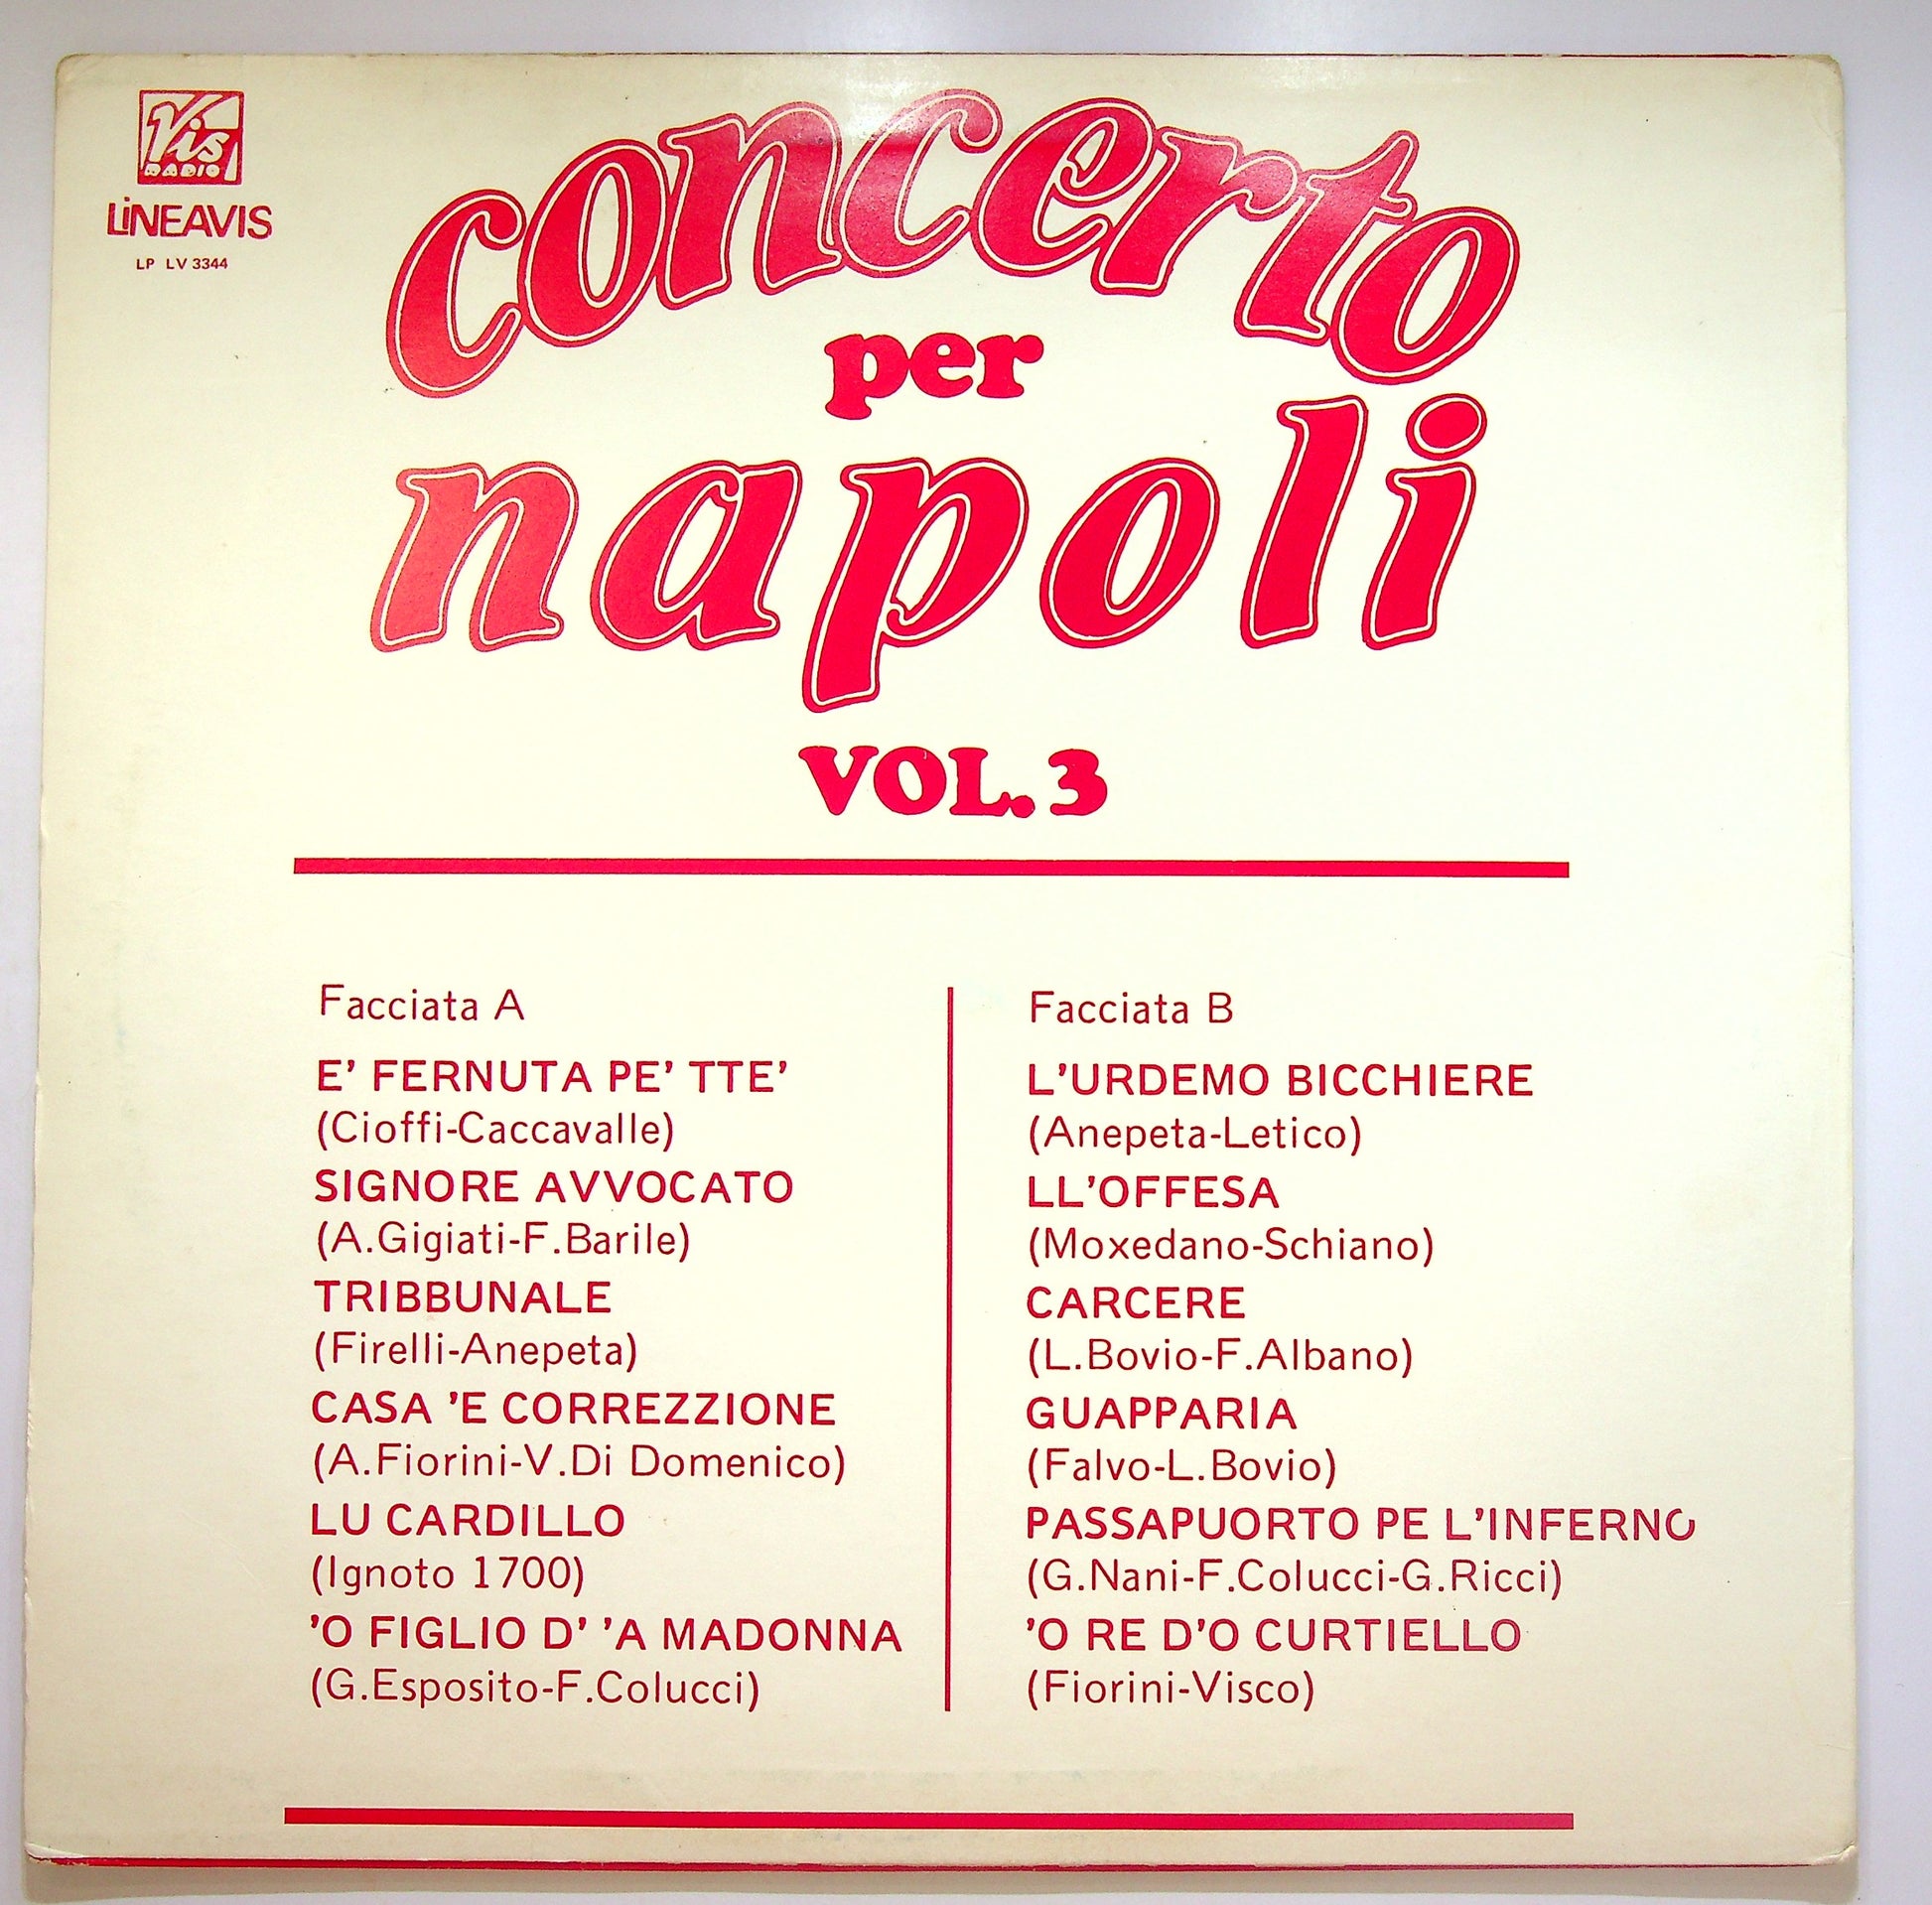 Vis
RADIO
LiNEAVIS
LP LV 3344
concerto
per
napoli
VOL. 3
Facciata A
E' FERNUTA PE' TTE'
(Cioffi-Caccavalle)
SIGNORE AVVOCATO
(A.Gigiati-F.Barile)
TRIBBUNALE
(Firelli-Anepeta)
CASA 'E CORREZZIONE
(A.Fiorini-V.Di Domenico)
LU CARDILLO
(Ignoto 1700)
'O FIGLIO D' 'A MADONNA
(G.Esposito-F.Colucci)
Facciata B
L'URDEMO BICCHIERE
(Anepeta-Letico)
LL'OFFESA
(Moxedano-Schiano)
CARCERE
(L.Bovio-F.Albano)
GUAPPARIA
(Falvo-L.Bovio)
PASSAPUORTO PE L'INFERNO
(G.Nani-F.Colucci-G.Ricci)
'O RE D'O CURTIELLO
(Fiorini-Visco)